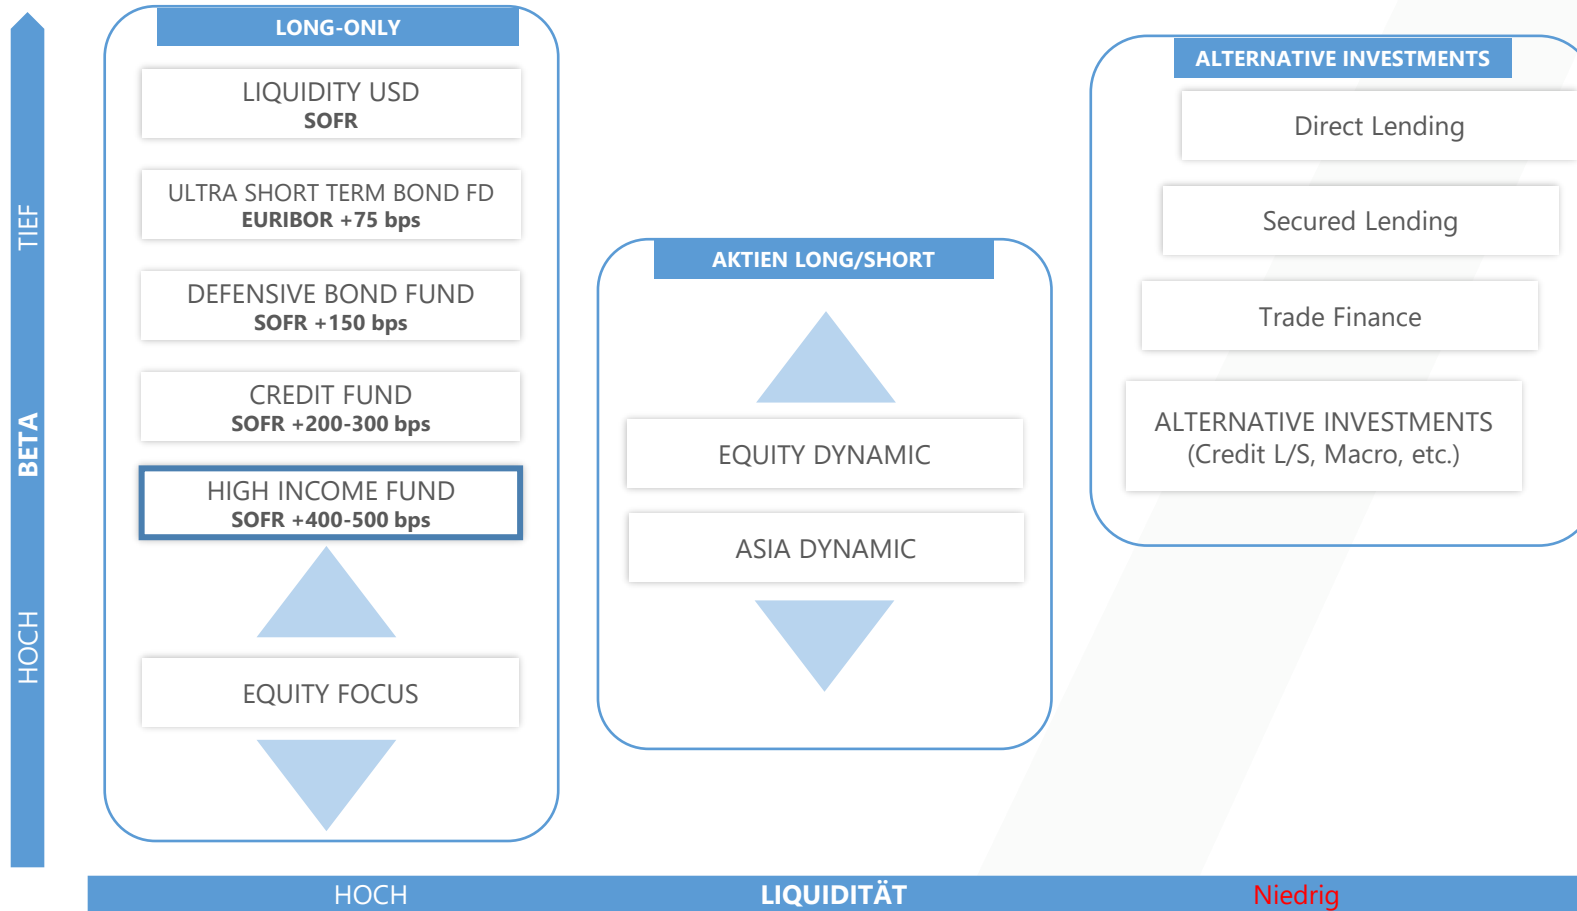 LONG-ONLY
LIQUIDITY USD
SOFR
ULTRA SHORT TERM BOND FD
EURIBOR +75 bps
DEFENSIVE BOND FUND
SOFR +150 bps
CREDIT FUND
SOFR +200-300 bps
HIGH INCOME FUND
SOFR +400-500 bps
EQUITY FOCUS
AKTIEN LONG/SHORT
EQUITY DYNAMIC
ASIA DYNAMIC
ALTERNATIVE INVESTMENTS
Direct Lending
Secured Lending
Trade Finance
ALTERNATIVE INVESTMENTS
(Credit L/S, Macro, etc.)
TIEF
BETA
HOCH
HOCH
LIQUIDITÄT
Niedrig